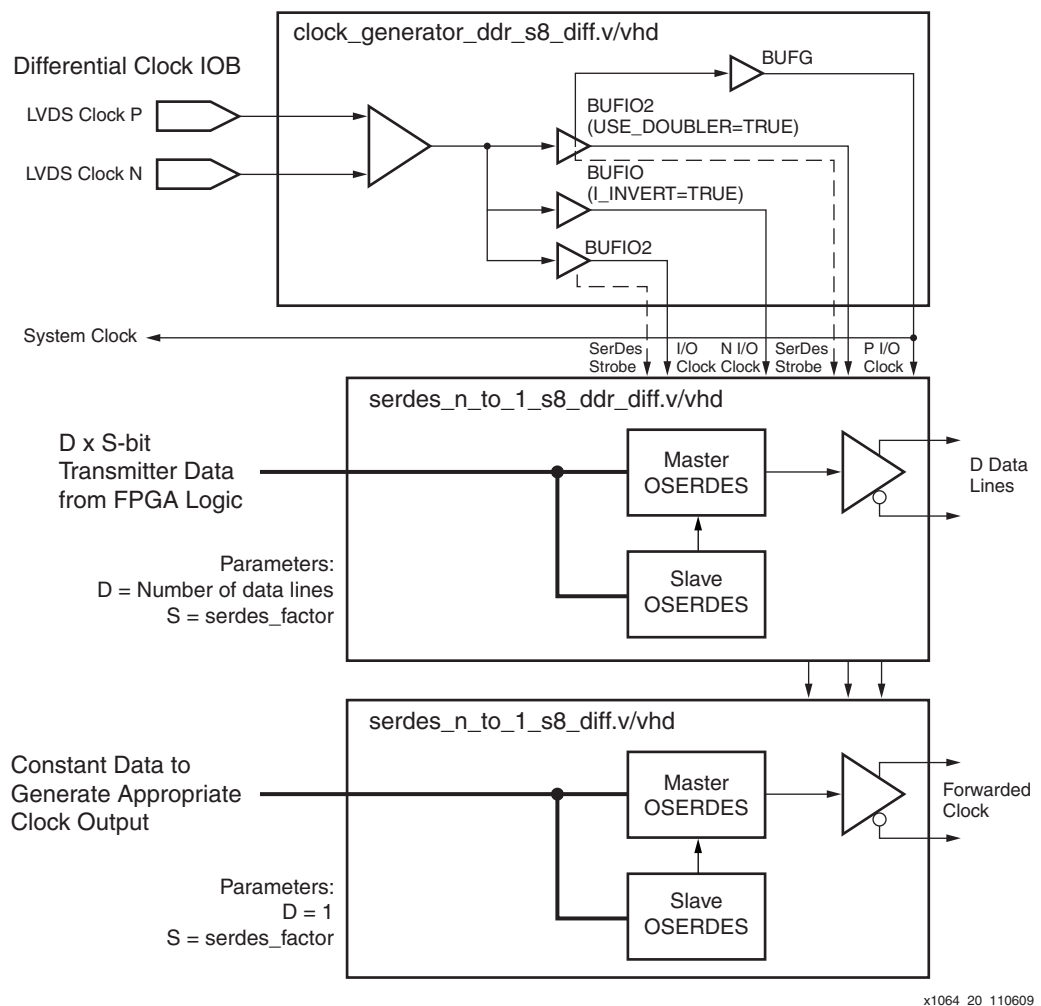 clock_generator_ddr_s8_diff.v/vhd
Differential Clock IOB
BUFG
LVDS Clock P
BUFIO2
(USE_DOUBLER=TRUE)
LVDS Clock N
BUFIO
(I_INVERT=TRUE)
BUFIO2
System Clock
SerDes
Strobe
I/O
Clock
N I/O
Clock
SerDes
Strobe
P I/O
Clock
serdes_n_to_1_s8_ddr_diff.v/vhd
D x S-bit
Transmitter Data
from FPGA Logic
Master
OSERDES
D Data
Lines
Parameters:
D = Number of data lines
S = serdes_factor
Slave
OSERDES
serdes_n_to_1_s8_diff.v/vhd
Constant Data to
Generate Appropriate
Clock Output
Master
OSERDES
Forwarded
Clock
Parameters:
D = 1
S = serdes_factor
Slave
OSERDES
x1064_20_110609